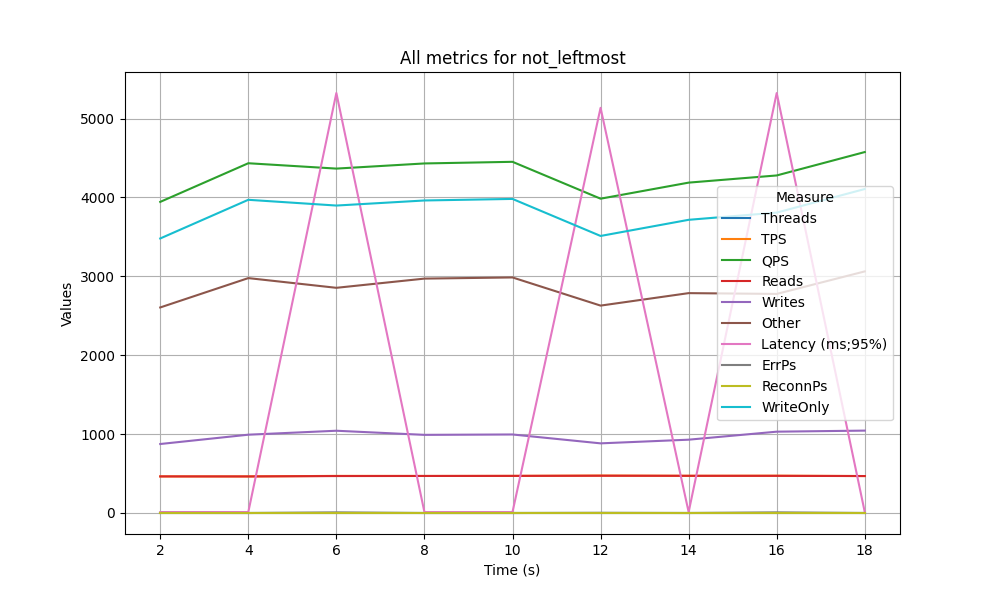 All metrics for not_leftmost
Values
5000
4000
3000
2000
1000
0
2 4 6 8 10 12 14 16 18
Time (s)
Measure
Threads
TPS
QPS
Reads
Writes
Other
Latency (ms;95%)
ErrPs
ReconnPs
WriteOnly